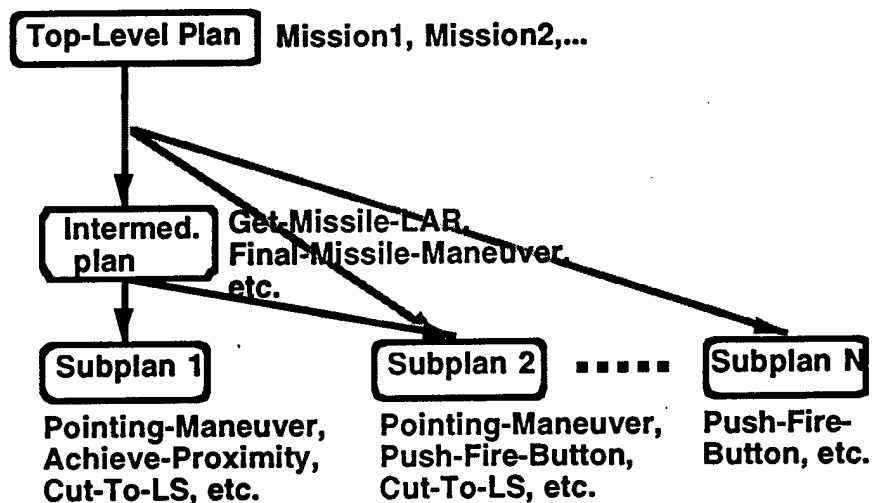 Top-Level Plan
Mission1, Mission2,...
Intermed.
plan
Get-Missile-LAR,
Final-Missile-Maneuver,
etc.
Subplan 1
Subplan 2
Subplan N
Pointing-Maneuver,
Achieve-Proximity,
Cut-To-LS, etc.
Pointing-Maneuver,
Push-Fire-Button,
Cut-To-LS, etc.
Push-Fire-
Button, etc.